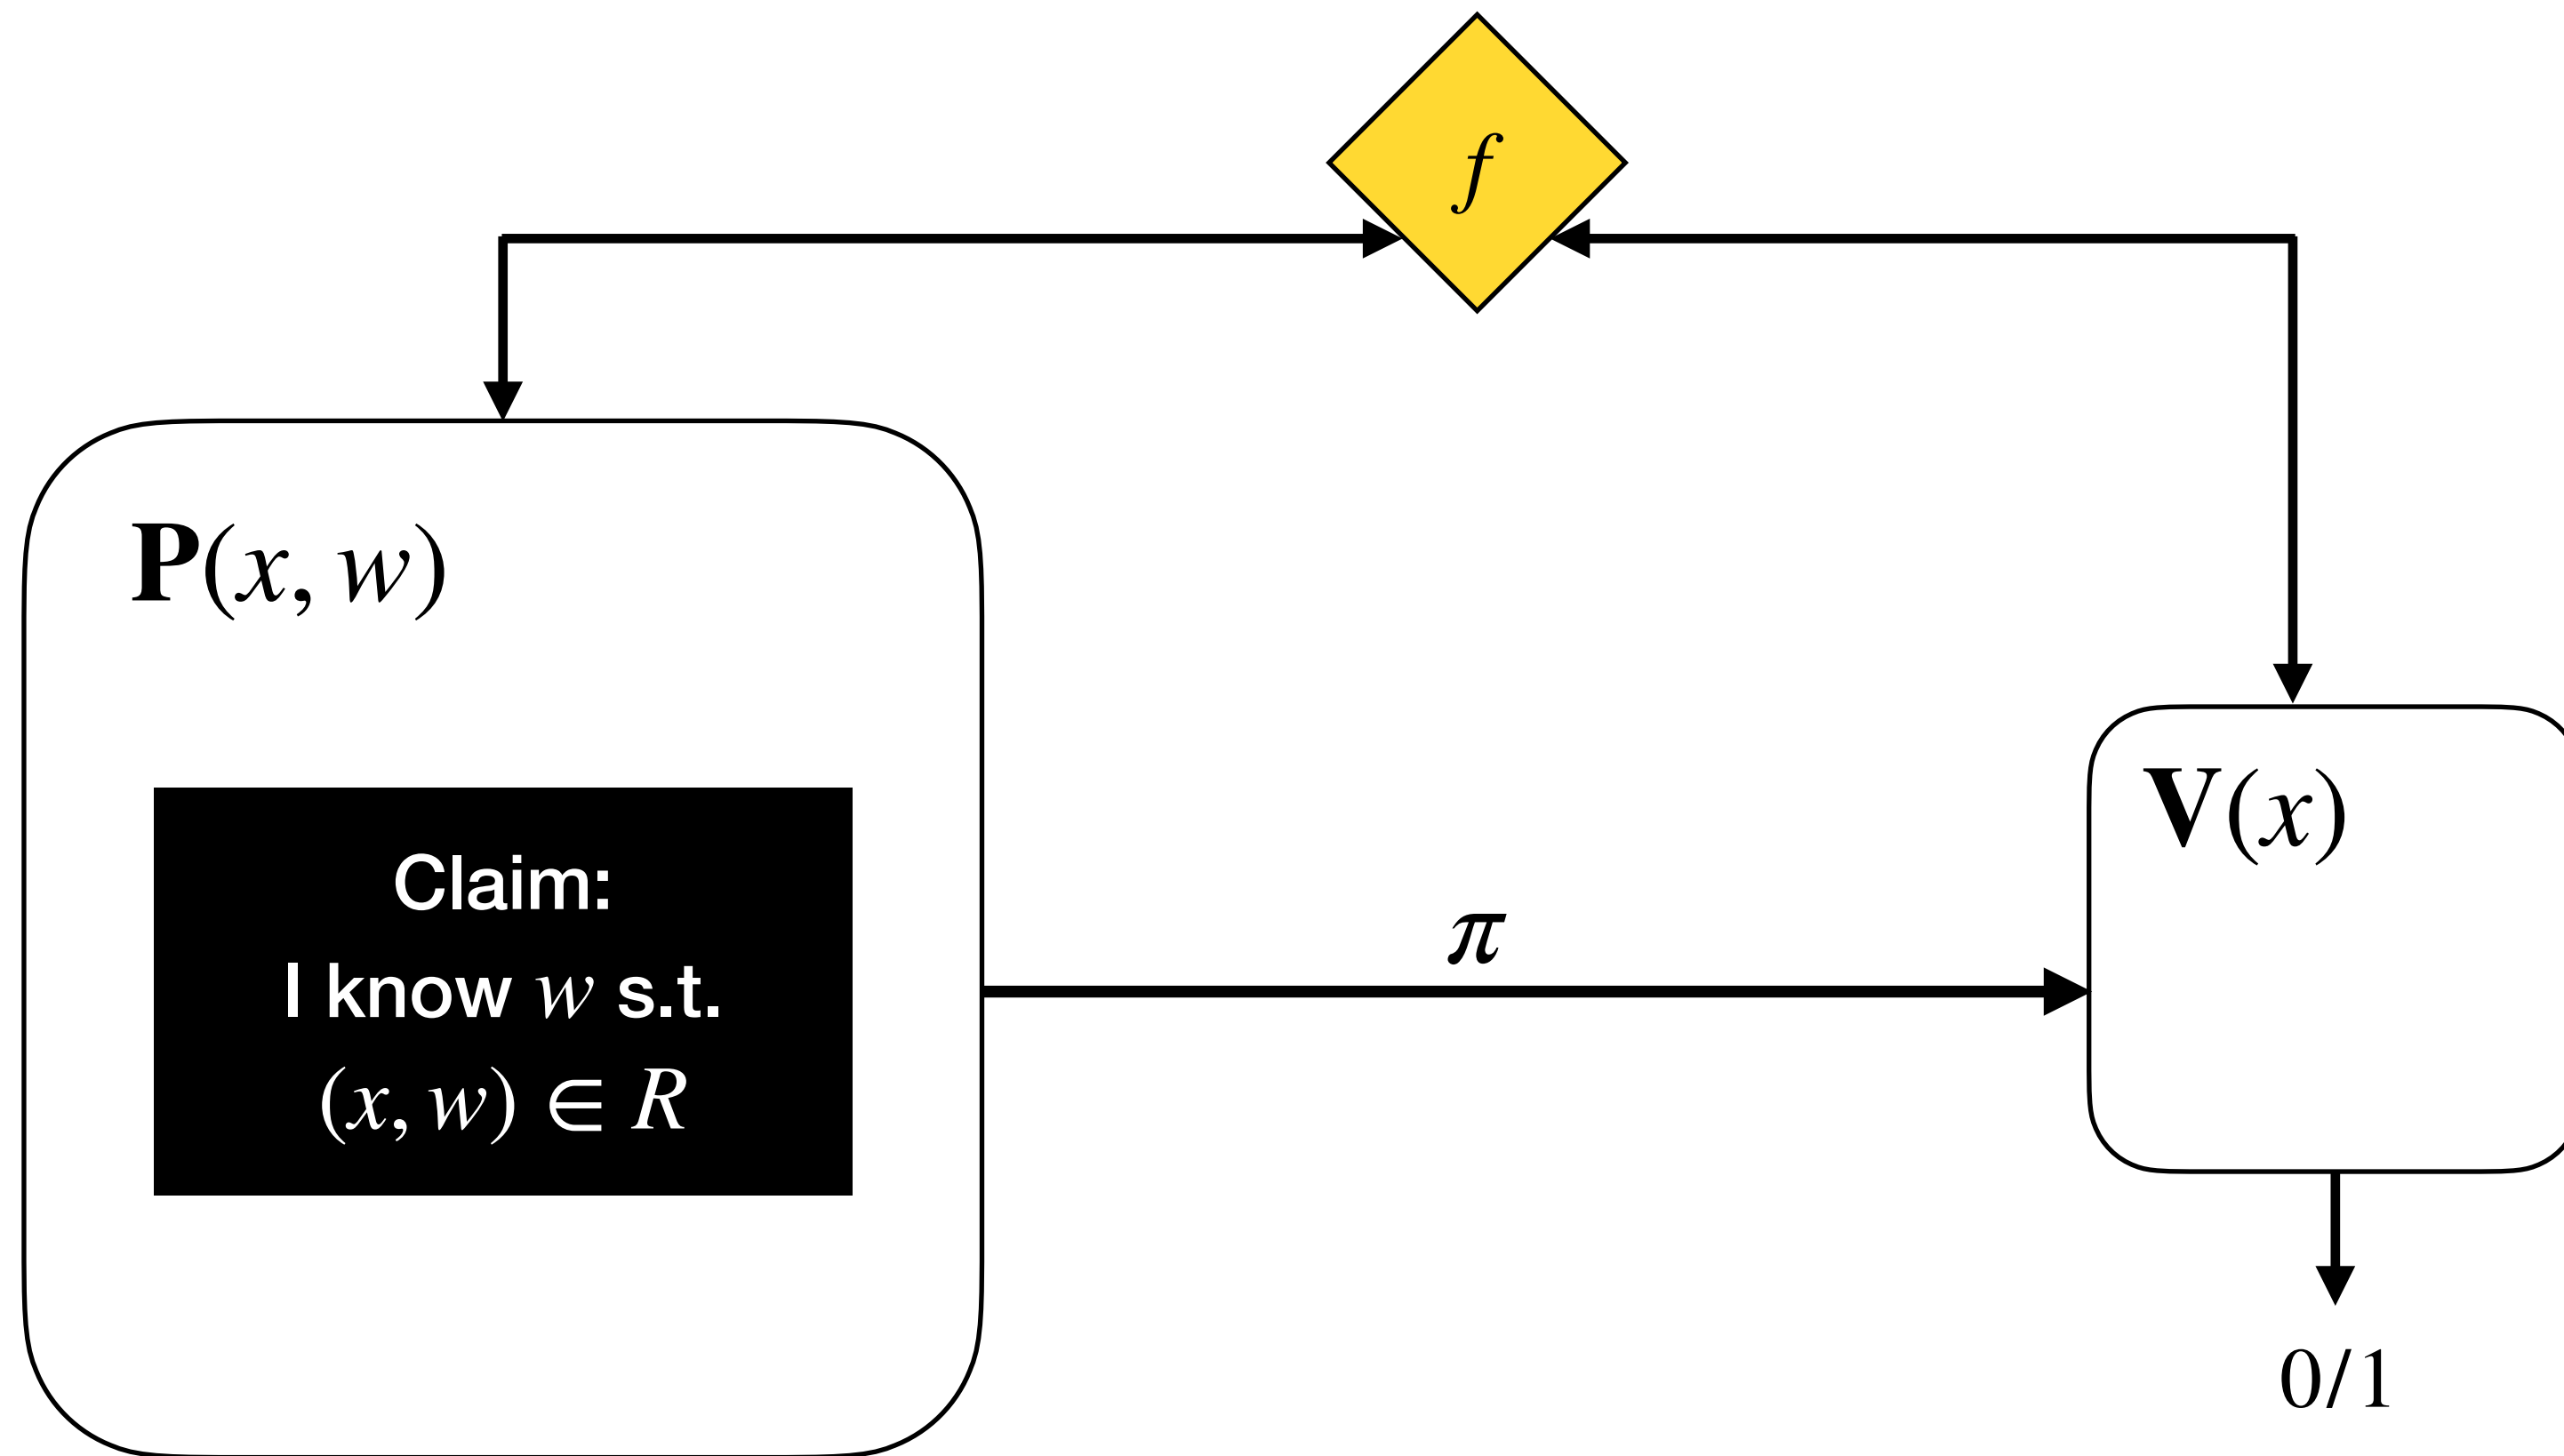 f
P(x, w)
Claim:
I know w s.t.
(x, w) ∈ R
π
V(x)
0/1